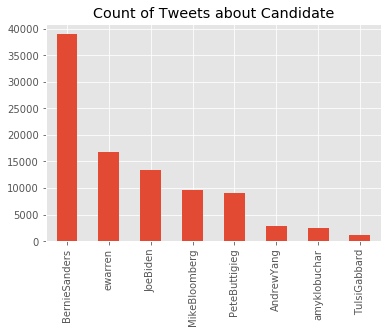 Count of Tweets about Candidate
40000
35000
30000
25000
20000
15000
10000
5000
0
BernieSanders
ewarren
JoeBiden
MikeBloomberg
PeteButtigieg
AndrewYang
amyklobuchar
TulsiGabbard